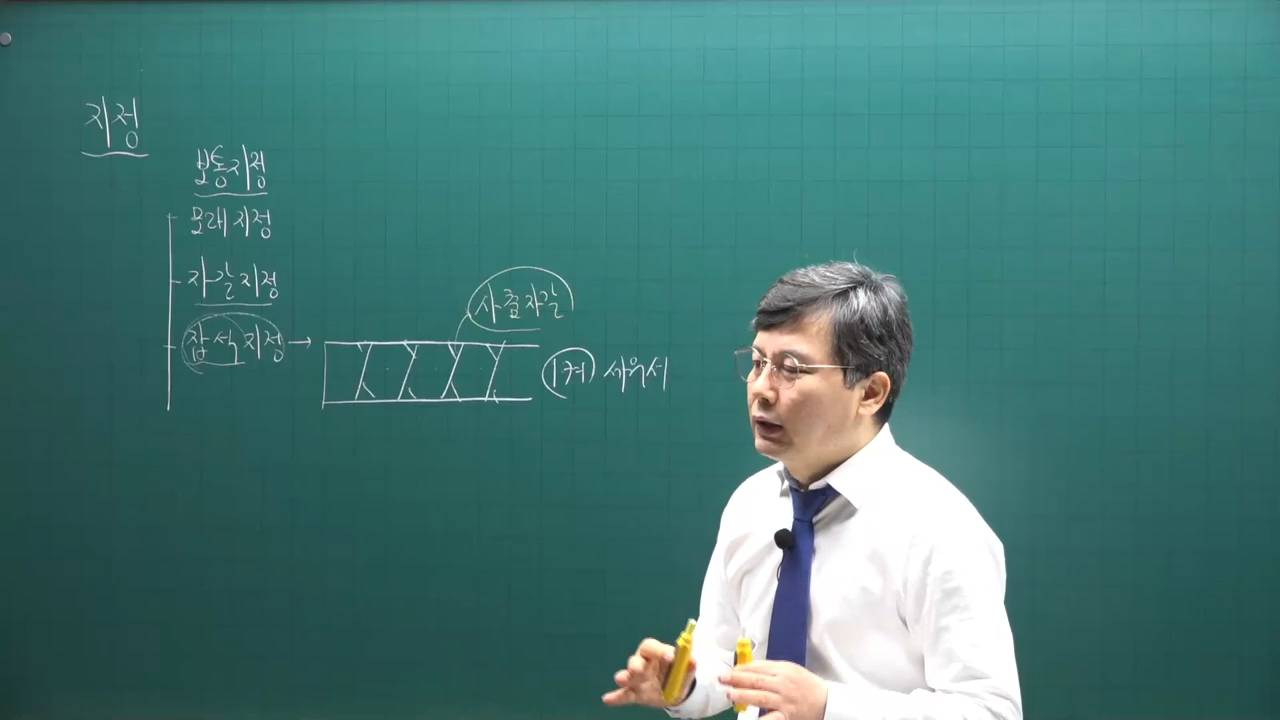 지정
보통지정
모래지정
자갈지정
잡석지정 →
사춤자갈
1켜 세워서